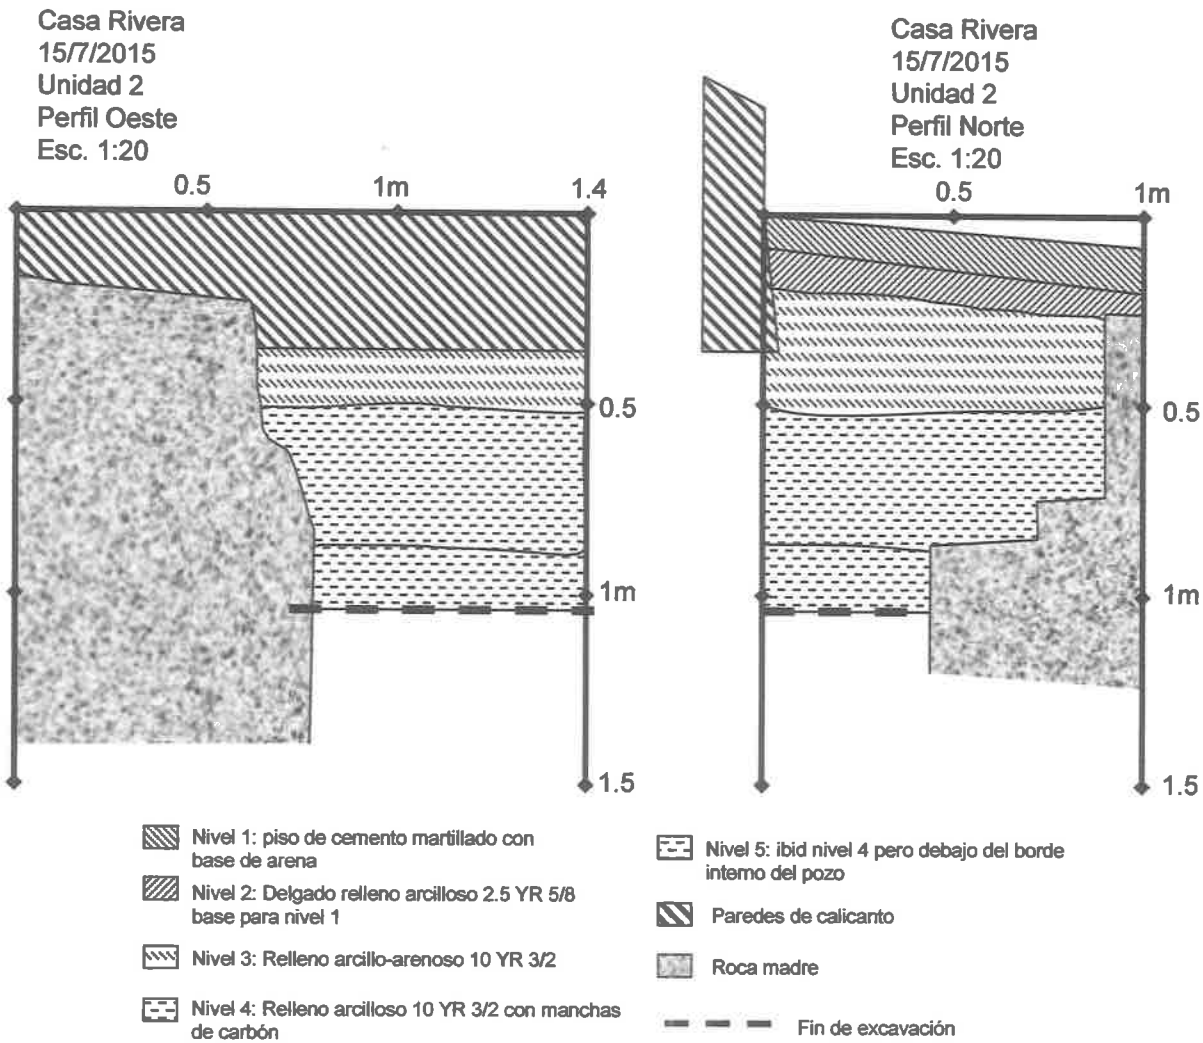 Casa Rivera
15/7/2015
Unidad 2
Perfil Oeste
Esc. 1:20
0.5 1m 1.4
0.5
1m
1.5
Casa Rivera
15/7/2015
Unidad 2
Perfil Norte
Esc. 1:20
0.5 1m
0.5
1m
1.5
Nivel 1: piso de cemento martillado con
base de arena
Nivel 2: Delgado relleno arcilloso 2.5 YR 5/8
base para nivel 1
Nivel 3: Relleno arcillo-arenoso 10 YR 3/2
Nivel 4: Relleno arcilloso 10 YR 3/2 con manchas
de carbón
Nivel 5: ibid nivel 4 pero debajo del borde
interno del pozo
Paredes de calicanto
Roca madre
Fin de excavación